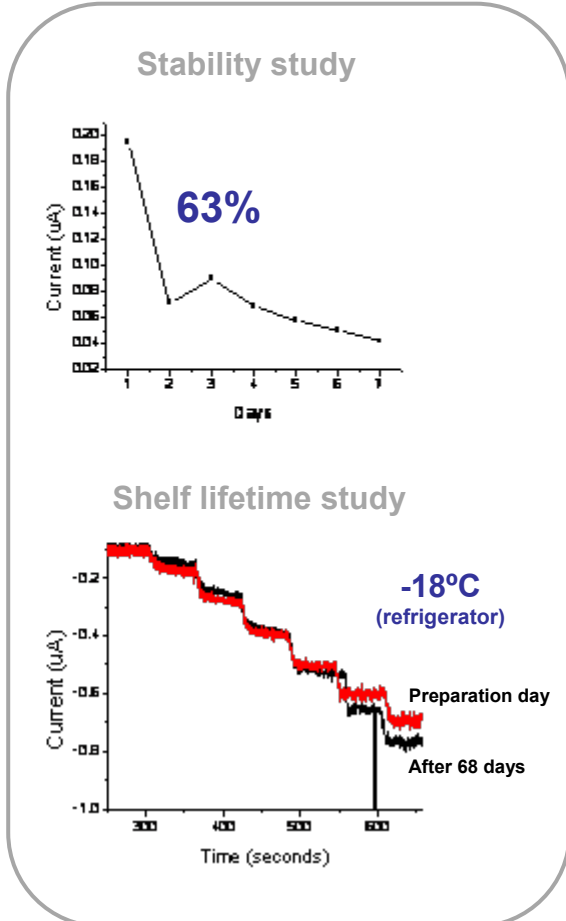 Stability study
0.20
0.18
0.16
0.14
0.12
0.10
0.08
0.06
0.04
0.02
Current (uA)
63%
1 2 3 4 5 6 7
Days
Shelf lifetime study
-0.2
-0.4
-0.6
-0.8
-1.0
Current (uA)
-18ºC
(refrigerator)
Preparation day
After 68 days
300 400 500 600
Time (seconds)